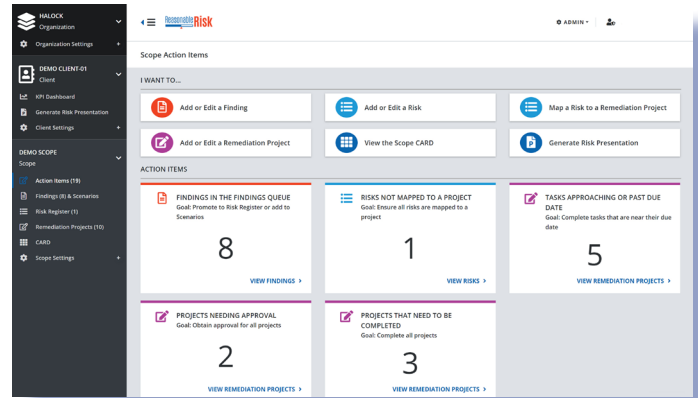 HALOCK
Organization
Organization Settings +
DEMO CLIENT-01
Client
KPI Dashboard
Generate Risk Presentation
Client Settings +
DEMO SCOPE
Scope
Action Items (19)
Findings (8) & Scenarios
Risk Register (1)
Remediation Projects (10)
CARD
Scope Settings +
Reasonable Risk
ADMIN
Scope Action Items
I WANT TO...
Add or Edit a Finding
Add or Edit a Risk
Map a Risk to a Remediation Project
Add or Edit a Remediation Project
View the Scope CARD
Generate Risk Presentation
ACTION ITEMS
FINDINGS IN THE FINDINGS QUEUE
Goal: Promote to Risk Register or add to
Scenarios
8
VIEW FINDINGS >
RISKS NOT MAPPED TO A PROJECT
Goal: Ensure all risks are mapped to a
project
1
VIEW RISKS >
TASKS APPROACHING OR PAST DUE
DATE
Goal: Complete tasks that are near their due
date
5
VIEW REMEDIATION PROJECTS >
PROJECTS NEEDING APPROVAL
Goal: Obtain approval for all projects
2
VIEW REMEDIATION PROJECTS >
PROJECTS THAT NEED TO BE
COMPLETED
Goal: Complete all projects
3
VIEW REMEDIATION PROJECTS >